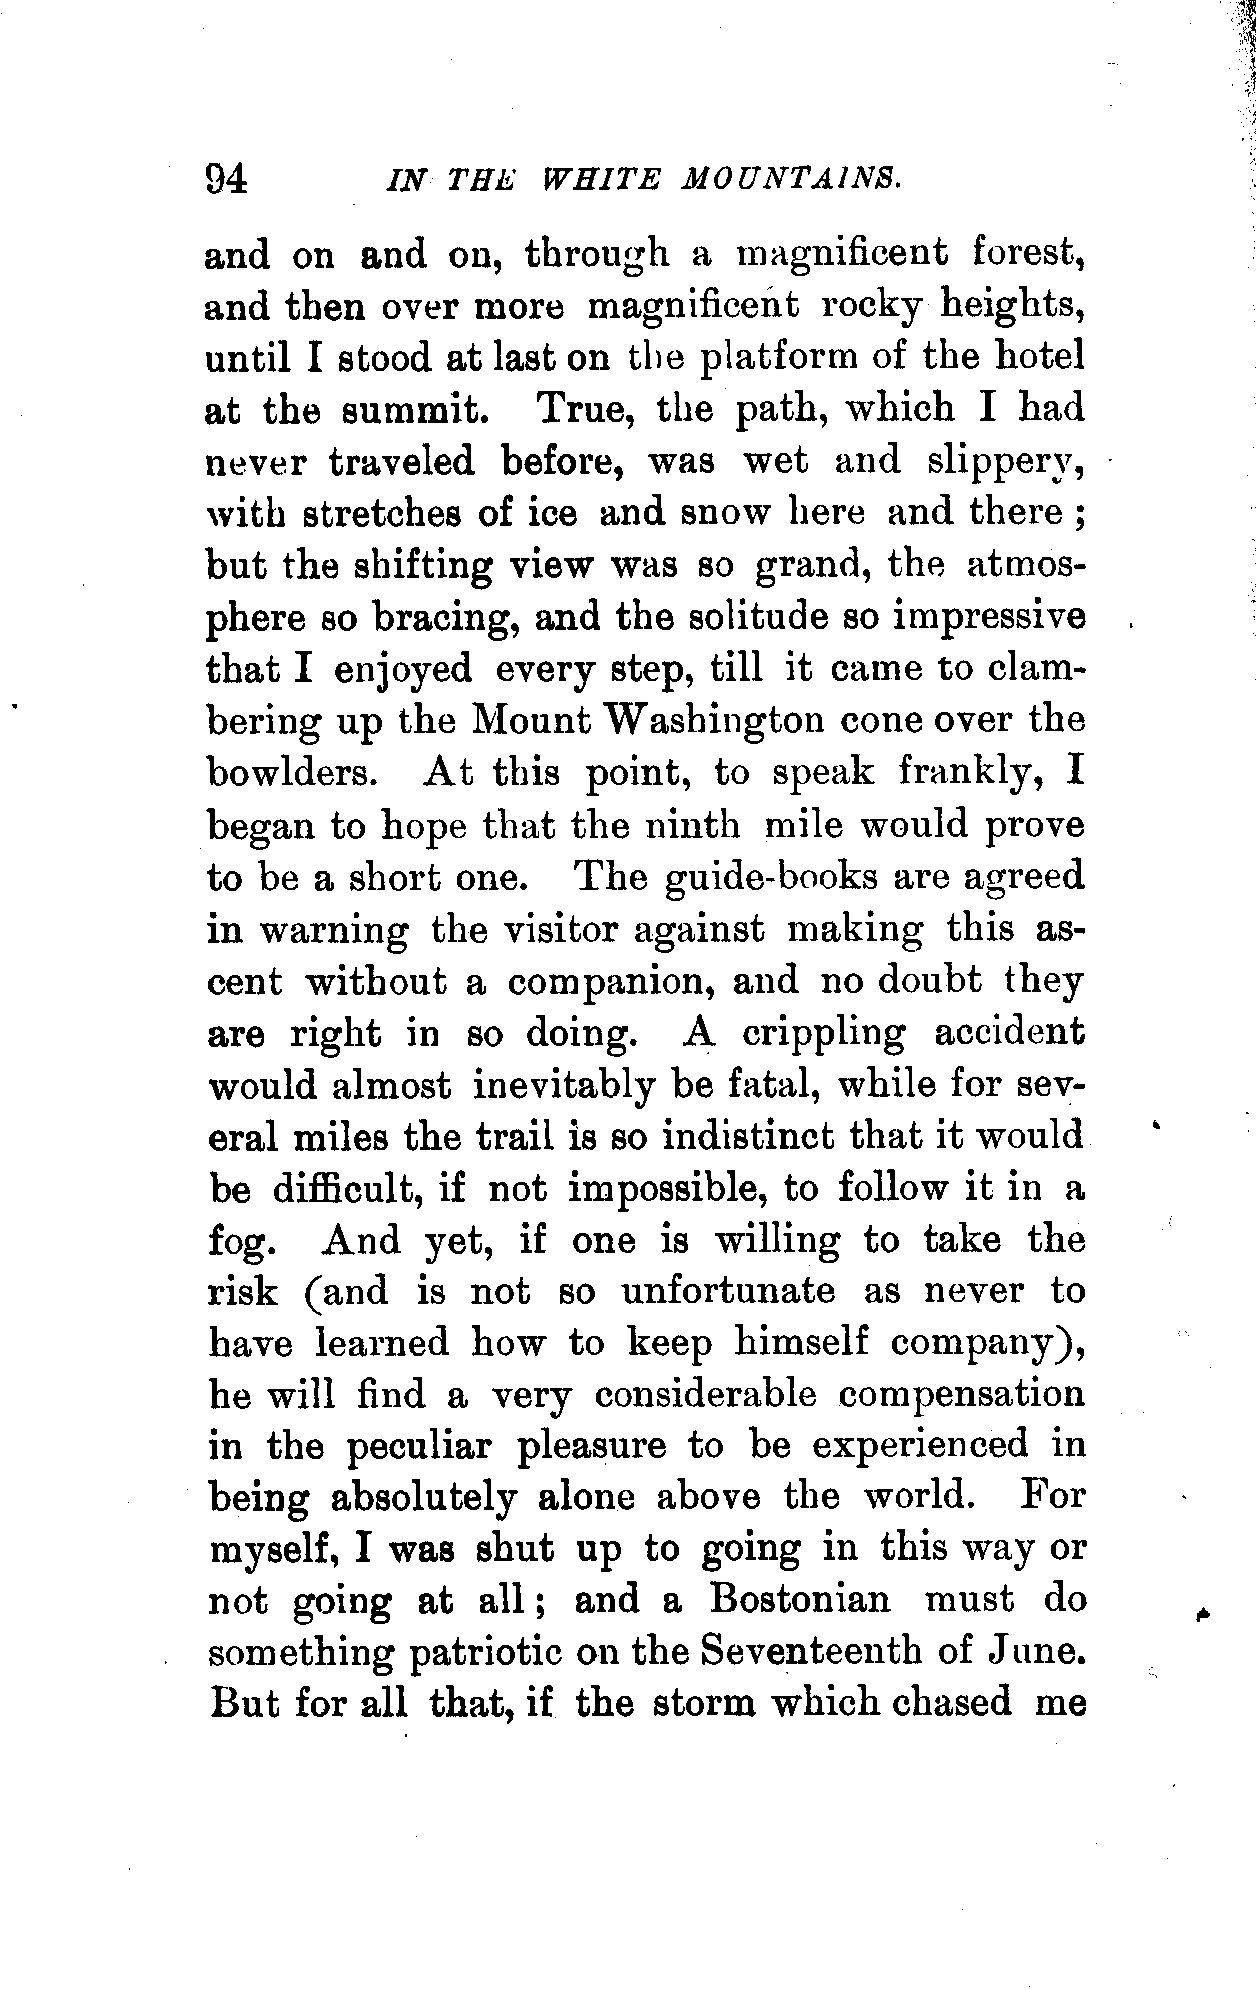 94 IN THE WHITE MOUNTAINS.
and on and on, through a magnificent forest,
and then over more magnificent rocky heights,
until I stood at last on the platform of the hotel
at the summit. True, the path, which I had
never traveled before, was wet and slippery,
with stretches of ice and snow here and there ;
but the shifting view was so grand, the atmos-
phere so bracing, and the solitude so impressive
that I enjoyed every step, till it came to clam-
bering up the Mount Washington cone over the
bowlders. At this point, to speak frankly, I
began to hope that the ninth mile would prove
to be a short one. The guide-books are agreed
in warning the visitor against making this as-
cent without a companion, and no doubt they
are right in so doing. A crippling accident
would almost inevitably be fatal, while for sev-
eral miles the trail is so indistinct that it would
be difficult, if not impossible, to follow it in a
fog. And yet, if one is willing to take the
risk (and is not so unfortunate as never to
have learned how to keep himself company),
he will find a very considerable compensation
in the peculiar pleasure to be experienced in
being absolutely alone above the world. For
myself, I was shut up to going in this way or
not going at all ; and a Bostonian must do
something patriotic on the Seventeenth of June.
But for all that, if the storm which chased me